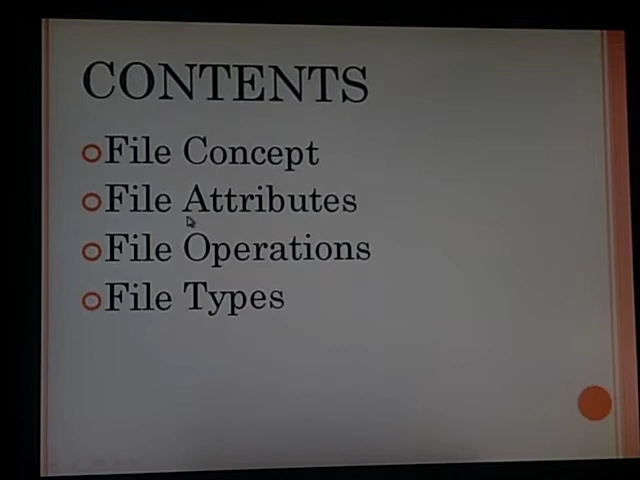 CONTENTS
File Concept
File Attributes
File Operations
File Types